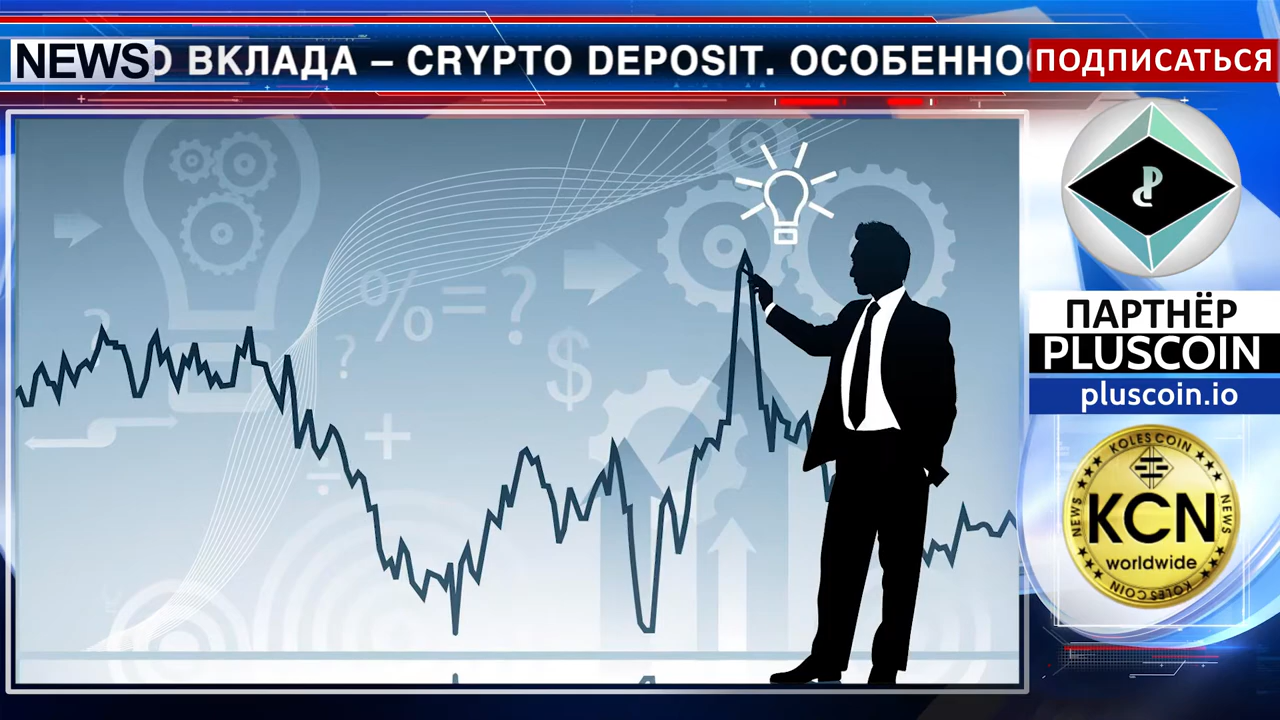 NEWS
О ВКЛАДА – CRYPTO DEPOSIT. ОСОБЕННО
ПОДПИСАТЬСЯ
% = ?
?
?
$
+
÷
ПАРТНЁР
PLUSCOIN
pluscoin.io
KOLES COIN
NEWS
KCN
NEWS
worldwide
KOLES COIN